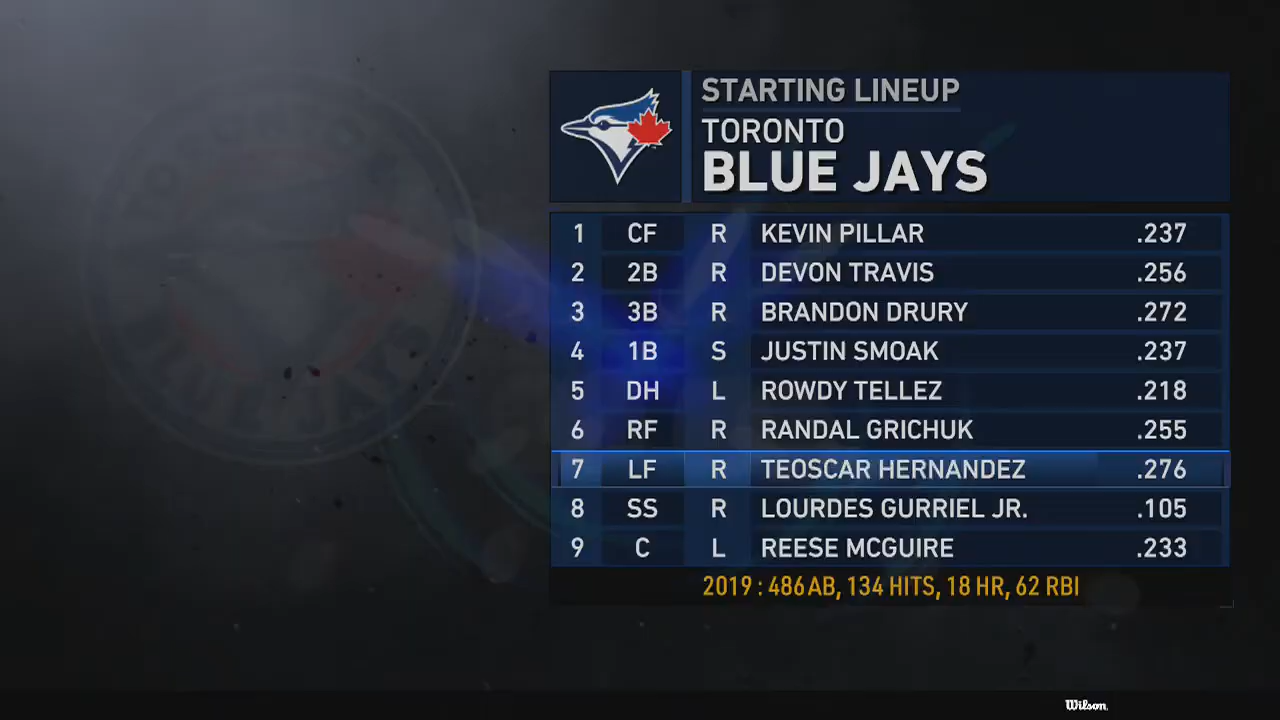 STARTING LINEUP
TORONTO
BLUE JAYS
1 CF R KEVIN PILLAR .237
2 2B R DEVON TRAVIS .256
3 3B R BRANDON DRURY .272
4 1B S JUSTIN SMOAK .237
5 DH L ROWDY TELLEZ .218
6 RF R RANDAL GRICHUK .255
7 LF R TEOSCAR HERNANDEZ .276
8 SS R LOURDES GURRIEL JR. .105
9 C L REESE MCGUIRE .233
2019 : 486 AB, 134 HITS, 18 HR, 62 RBI
Wilson.